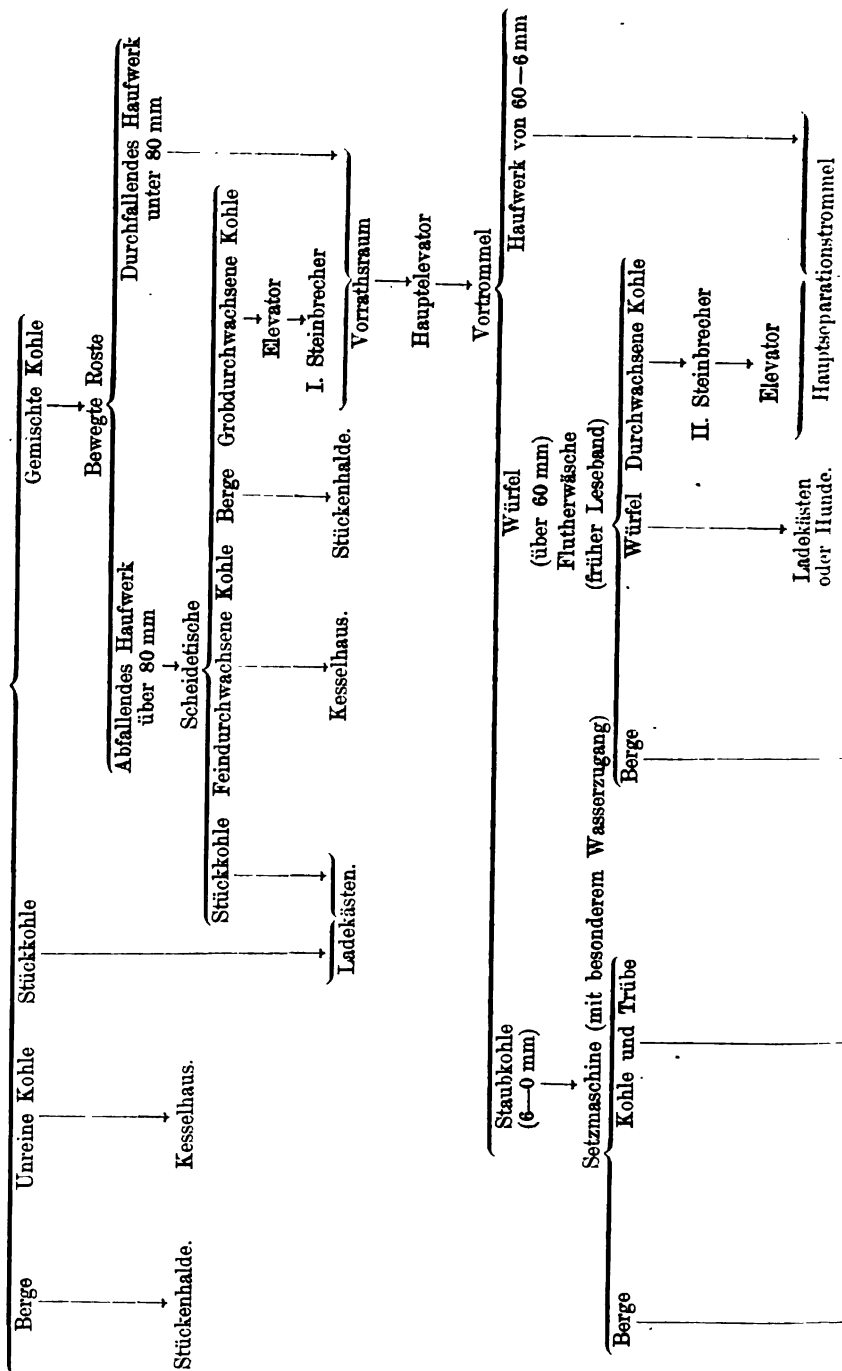 Berge Unreine Kohle Stückkohle Gemischte Kohle
Bewegte Roste
Stückenhalde. Kesselhaus. Abfallendes Haufwerk Durchfallendes Haufwerk
über 80 mm unter 80 mm
Scheidetische
Stückkohle Feindurchwachsene Kohle Berge Grobdurchwachsene Kohle
Elevator
I. Steinbrecher
Ladekästen. Kesselhaus. Stückenhalde. Vorrathsraum
Hauptelevator
Vortrommel
Staubkohle Würfel Haufwerk von 60—6 mm
(6—0 mm) (über 60 mm)
Flutherwäsche
Setzmaschine (mit besonderem Wasserzugang) (früher Leseband)
Berge Kohle und Trübe Berge Würfel Durchwachsene Kohle
II. Steinbrecher
Elevator
Ladekästen
oder Hunde.
Hauptseparationstrommel